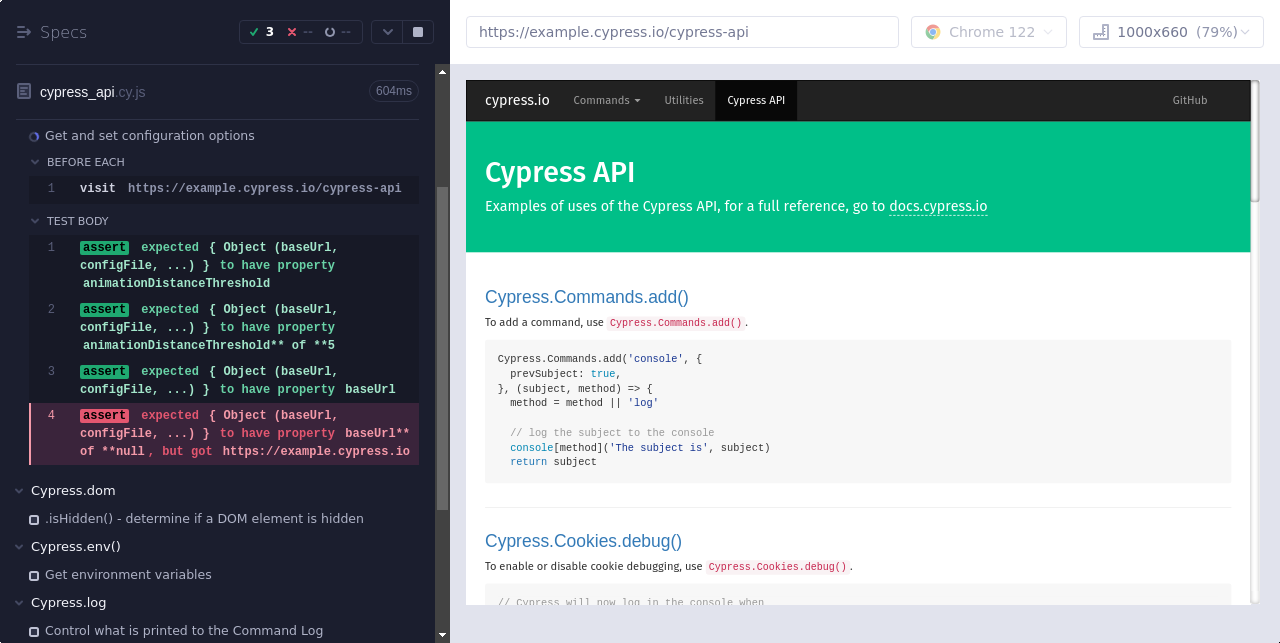 Specs
3 -- --
cypress_api.cy.js 604ms
Get and set configuration options
BEFORE EACH
1 visit https://example.cypress.io/cypress-api
TEST BODY
1 assert expected { Object (baseUrl,
configFile, ...) } to have property
animationDistanceThreshold
2 assert expected { Object (baseUrl,
configFile, ...) } to have property
animationDistanceThreshold** of **5
3 assert expected { Object (baseUrl,
configFile, ...) } to have property baseUrl
4 assert expected { Object (baseUrl,
configFile, ...) } to have property baseUrl**
of **null, but got https://example.cypress.io
Cypress.dom
.isHidden() - determine if a DOM element is hidden
Cypress.env()
Get environment variables
Cypress.log
Control what is printed to the Command Log
https://example.cypress.io/cypress-api
Chrome 122
1000x660 (79%)
cypress.io Commands Utilities Cypress API GitHub
Cypress API
Examples of uses of the Cypress API, for a full reference, go to docs.cypress.io
Cypress.Commands.add()
To add a command, use Cypress.Commands.add().
Cypress.Commands.add('console', {
prevSubject: true,
}, (subject, method) => {
method = method || 'log'
// log the subject to the console
console[method]('The subject is', subject)
return subject
Cypress.Cookies.debug()
To enable or disable cookie debugging, use Cypress.Cookies.debug().
// Cypress will now log in the console when